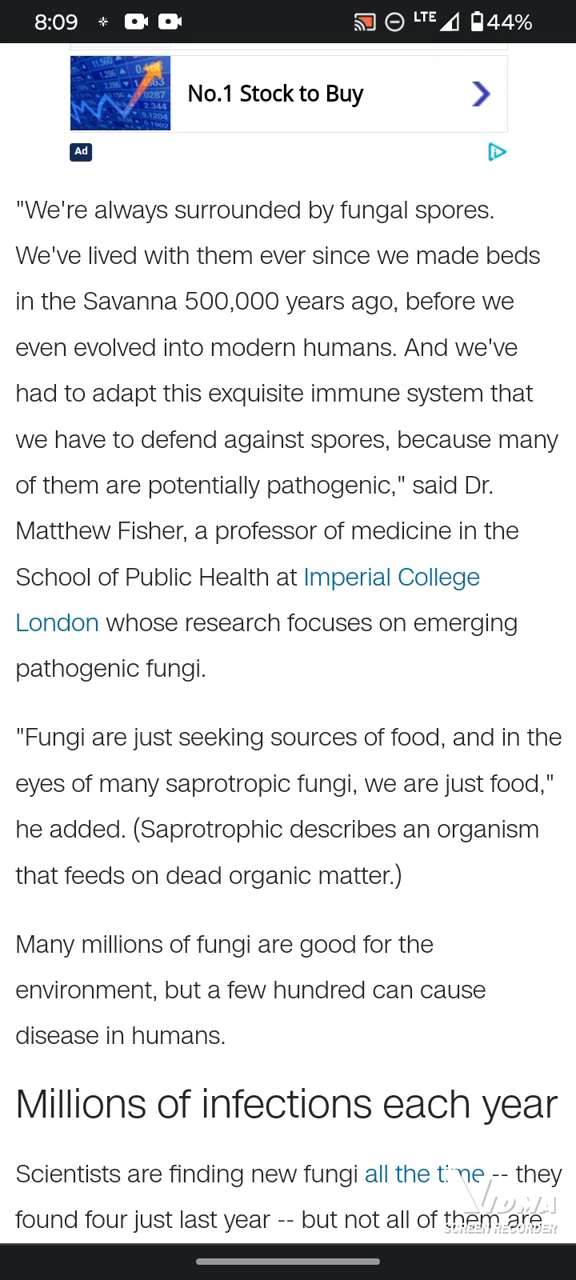 8:09
LTE
44%
No.1 Stock to Buy
Ad
"We're always surrounded by fungal spores.
We've lived with them ever since we made beds
in the Savanna 500,000 years ago, before we
even evolved into modern humans. And we've
had to adapt this exquisite immune system that
we have to defend against spores, because many
of them are potentially pathogenic," said Dr.
Matthew Fisher, a professor of medicine in the
School of Public Health at Imperial College
London whose research focuses on emerging
pathogenic fungi.
"Fungi are just seeking sources of food, and in the
eyes of many saprotropic fungi, we are just food,"
he added. (Saprotrophic describes an organism
that feeds on dead organic matter.)
Many millions of fungi are good for the
environment, but a few hundred can cause
disease in humans.
Millions of infections each year
Scientists are finding new fungi all the time -- they
found four just last year -- but not all of them are
VIDMA
SCREEN RECORDER